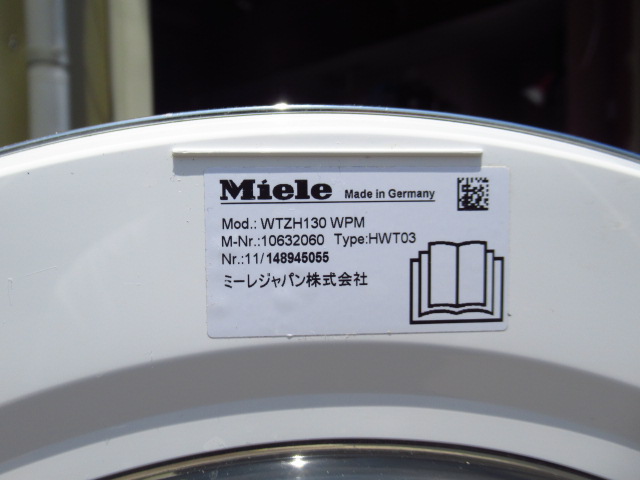 Miele Made in Germany
Mod.: WTZH130 WPM
M-Nr.:10632060 Type:HWT03
Nr.:11/148945055
ミーレジャパン株式会社